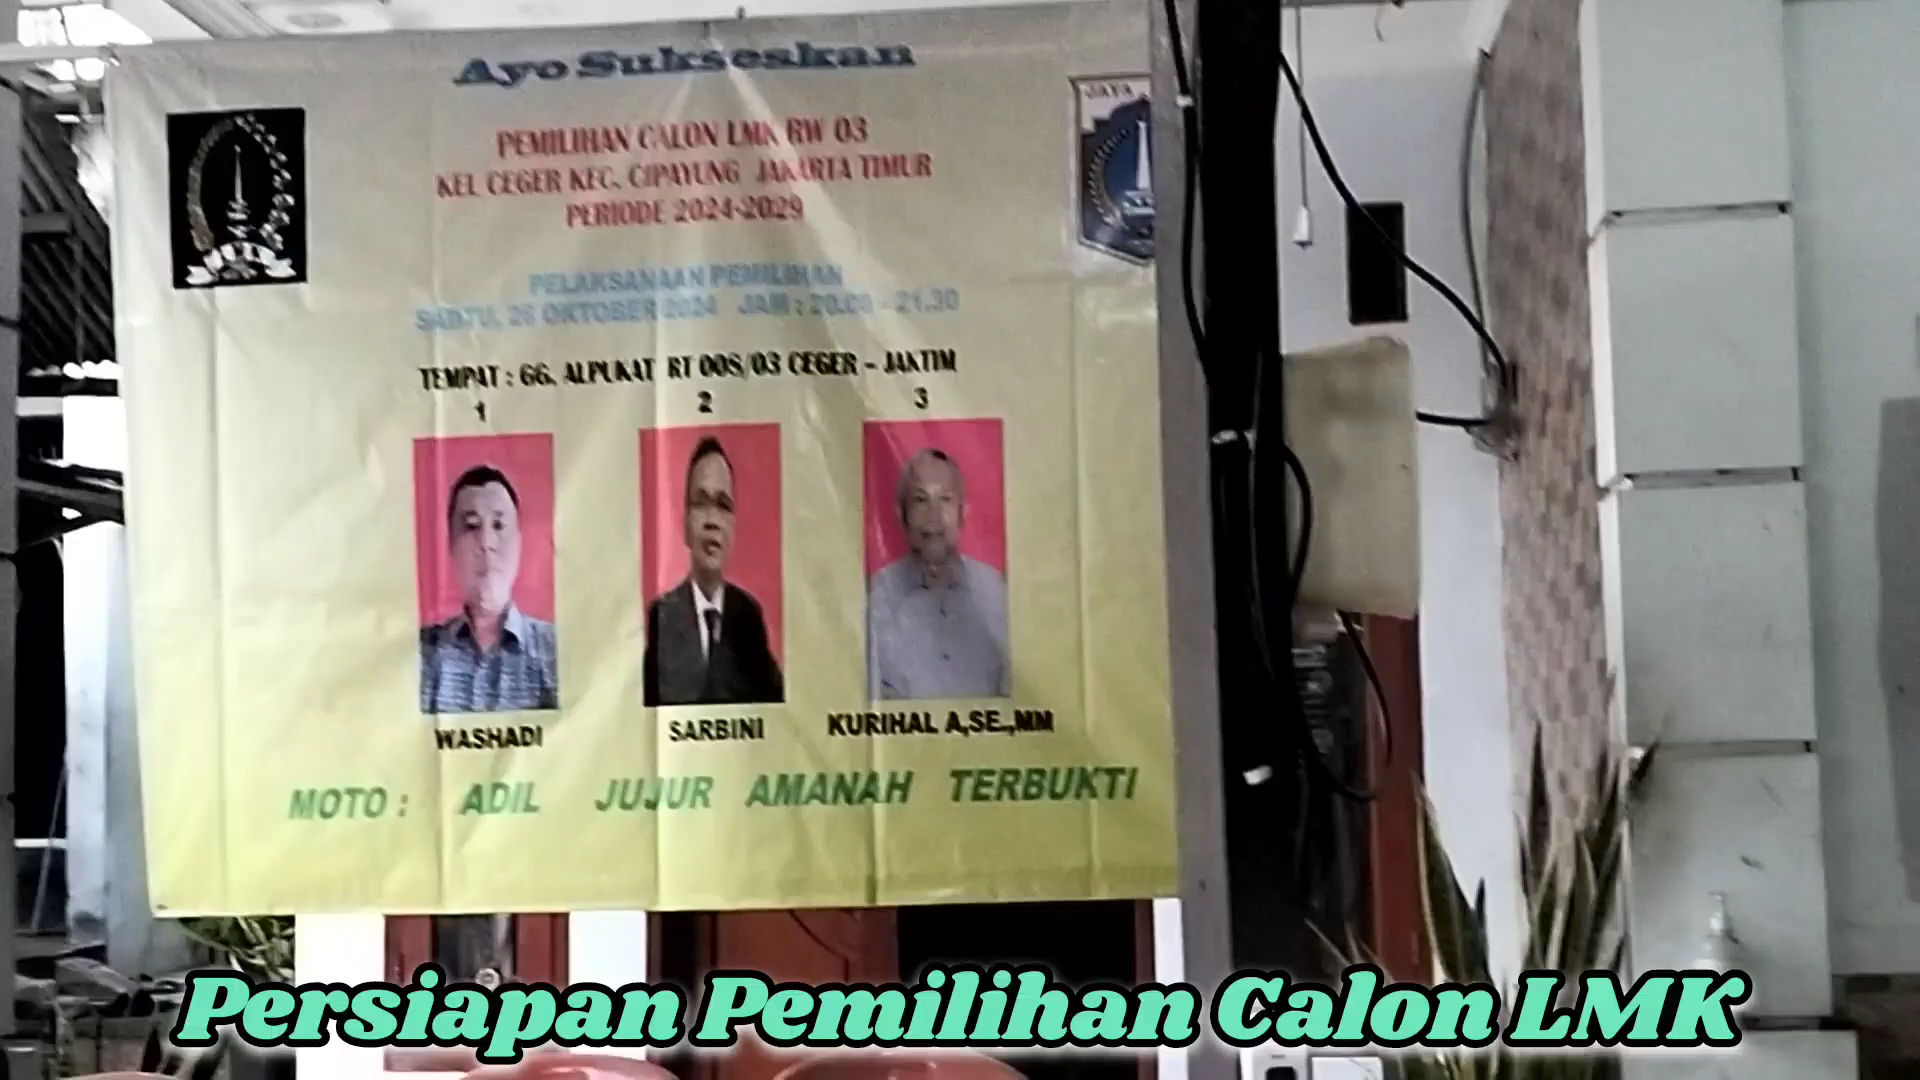 Ayo Sukseskan
JAYA
PEMILIHAN CALON LMK RW 03
KEL CEGER KEC. CIPAYUNG JAKARTA TIMUR
PERIODE 2024-2029
PELAKSANAAN PEMILIHAN
SABTU, 26 OKTOBER 2024 JAM : 20.00 - 21.30
TEMPAT : GG. ALPUKAT RT 008/03 CEGER - JAKTIM
1 2 3
WASHADI SARBINI KURIHAL A,SE.,MM
MOTO : ADIL JUJUR AMANAH TERBUKTI
Persiapan Pemilihan Calon LMK